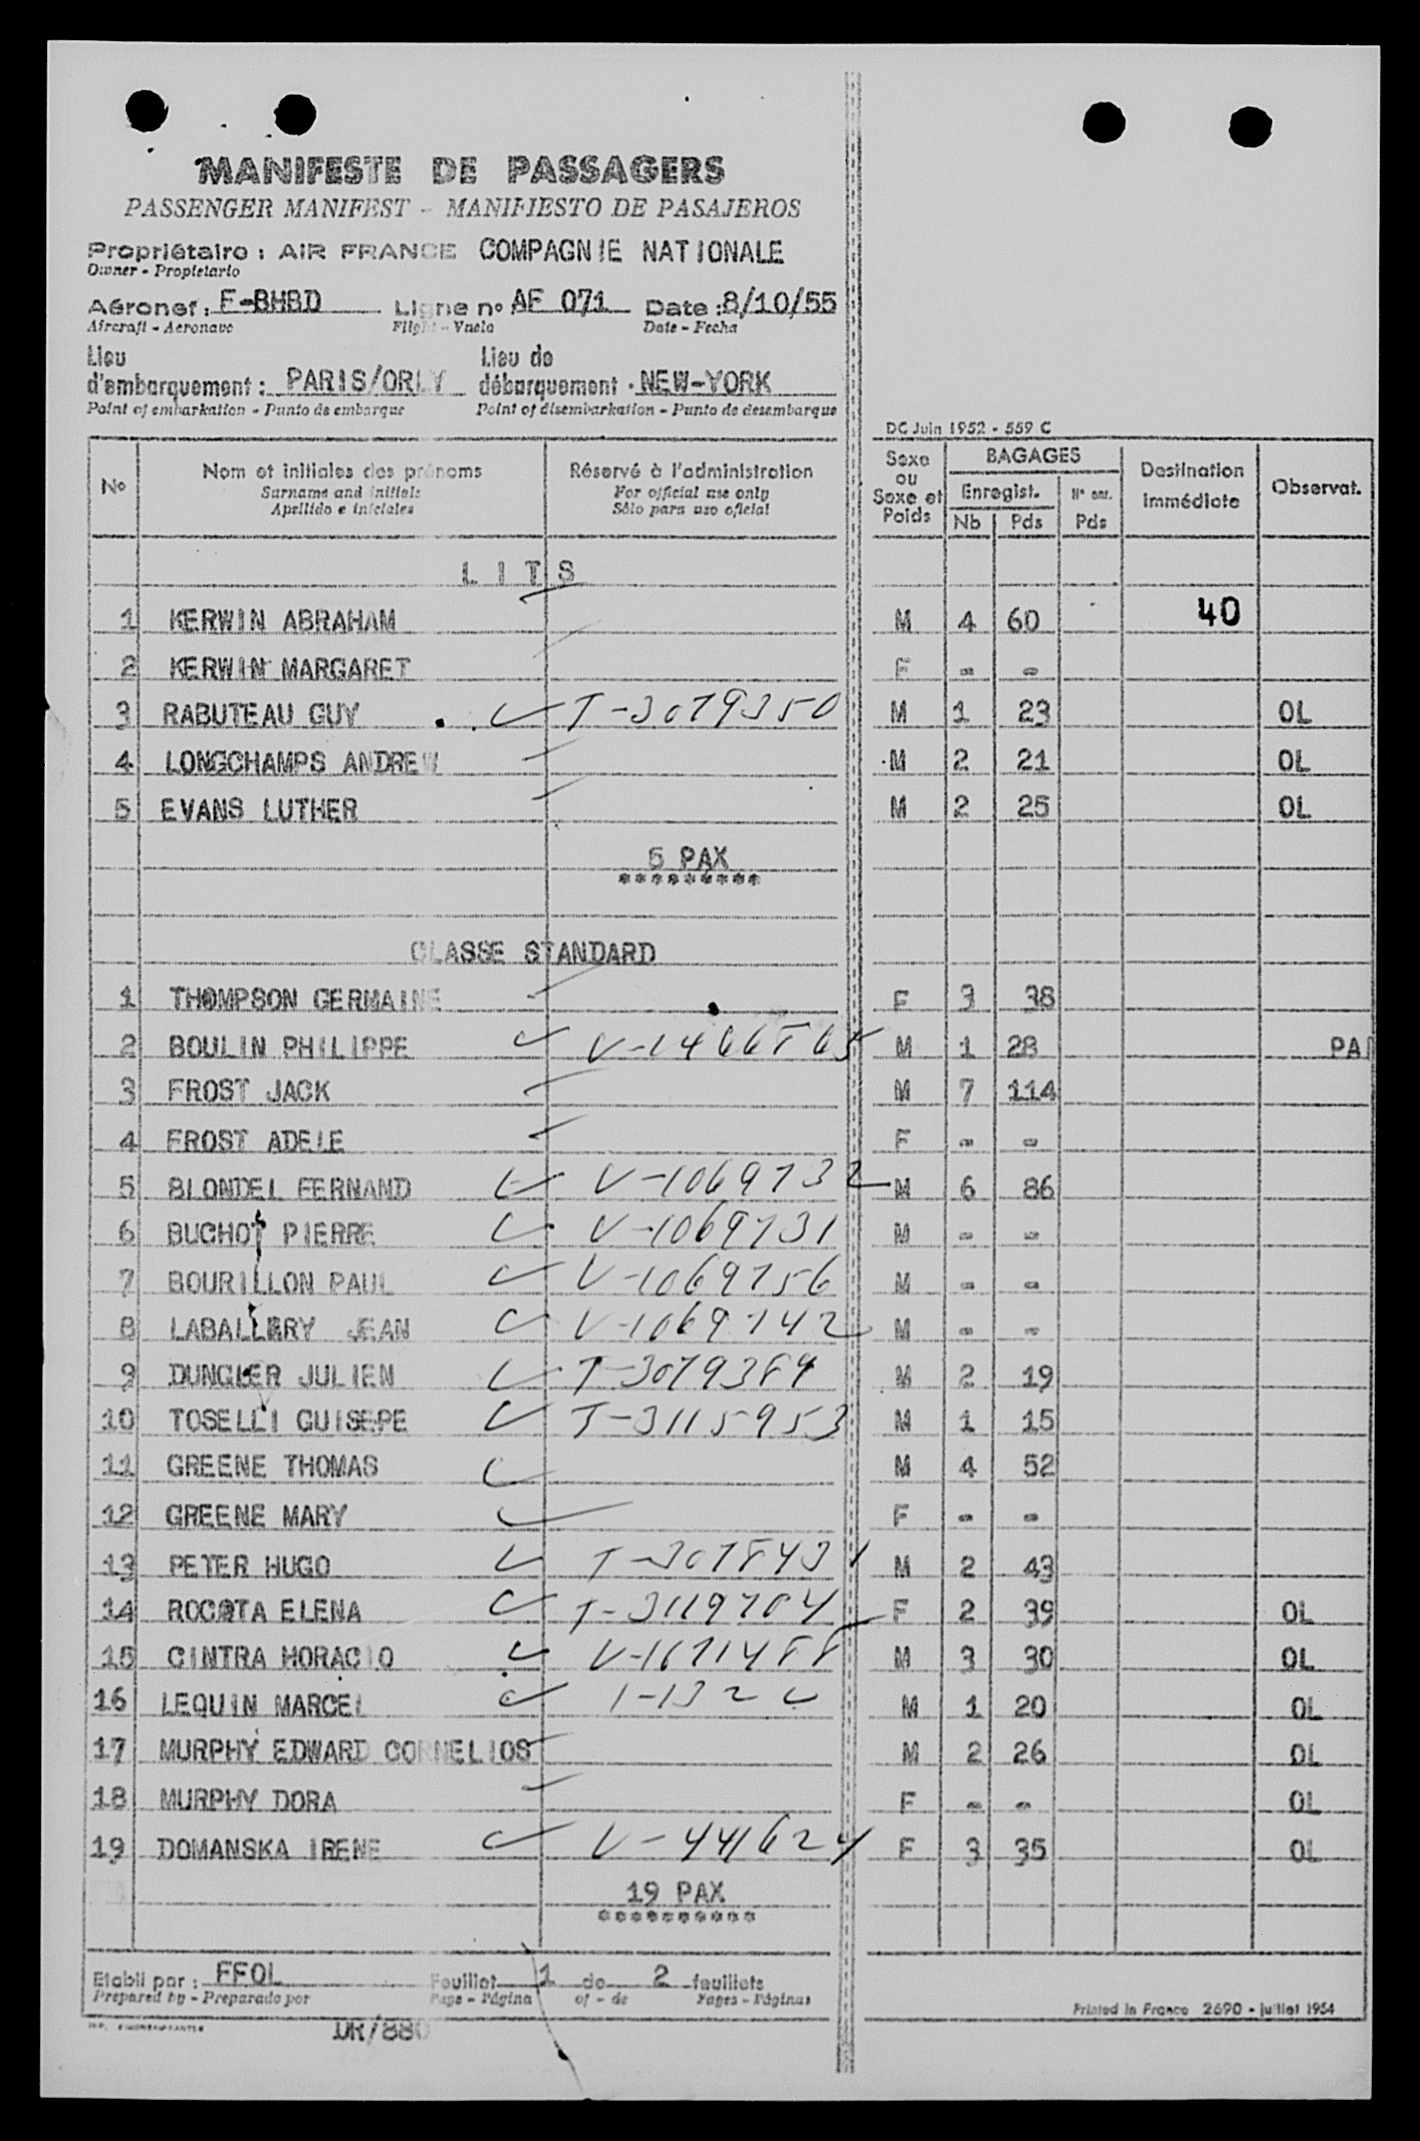 MANIFESTE DE PASSAGERS
PASSENGER MANIFEST - MANIFIESTO DE PASAJEROS
Propriétaire : AIR FRANCE COMPAGNIE NATIONALE
Owner - Propietario
Aéronef : F-BHBD Ligne n° AF 071 Date : 8/10/55
Aircraft - Aeronave Flight - Vuelo Date - Fecha
Lieu d'embarquement : PARIS/ORLY Lieu de débarquement : NEW-YORK
Point of embarkation - Punto de embarque Point of disembarkation - Punto de desembarque
DC Juin 1952 - 559 C
N° Nom et initiales des prénoms Réservé à l'administration Sexe ou Sexe et Poids BAGAGES Destination immédiate Observat.
Surname and initials For official use only Enregist. N° enr.
Apellido e iniciales Sólo para uso oficial Nb Pds Pds
LITS
1 KERWIN ABRAHAM M 4 60 40
2 KERWIN MARGARET F - -
3 RABUTEAU GUY T-3079350 M 1 23 OL
4 LONGCHAMPS ANDREW M 2 21 OL
5 EVANS LUTHER M 2 25 OL
5 PAX
*********
CLASSE STANDARD
1 THOMPSON GERMAINE F 3 38
2 BOULIN PHILIPPE V-1466865 M 1 28 PAI
3 FROST JACK M 7 114
4 FROST ADELE F - -
5 BLONDEL FERNAND V-1069732 M 6 86
6 BUCHOT PIERRE V-1069731 M - -
7 BOURILLON PAUL V-1069756 M - -
8 LABALLERY JEAN V-1069742 M - -
9 DUNGLER JULIEN T-3079389 M 2 19
10 TOSELLI GUISEPE T-3115953 M 1 15
11 GREENE THOMAS M 4 52
12 GREENE MARY F - -
13 PETER HUGO T-3078431 M 2 43
14 ROCOTA ELENA T-3119704 F 2 39 OL
15 CINTRA HORACIO V-1671488 M 3 30 OL
16 LEQUIN MARCEL M 1 20 OL
17 MURPHY EDWARD CORNELIOS M 2 26 OL
18 MURPHY DORA F - - OL
19 DOMANSKA IRENE V-441624 F 3 35 OL
19 PAX
**********
Etabli par : FFOL Feuillet 1 de 2 feuillets
Prepared by - Preparado por Page - Página of - de Pages - Páginas
Printed in France 2690 - juillet 1954
DR/880